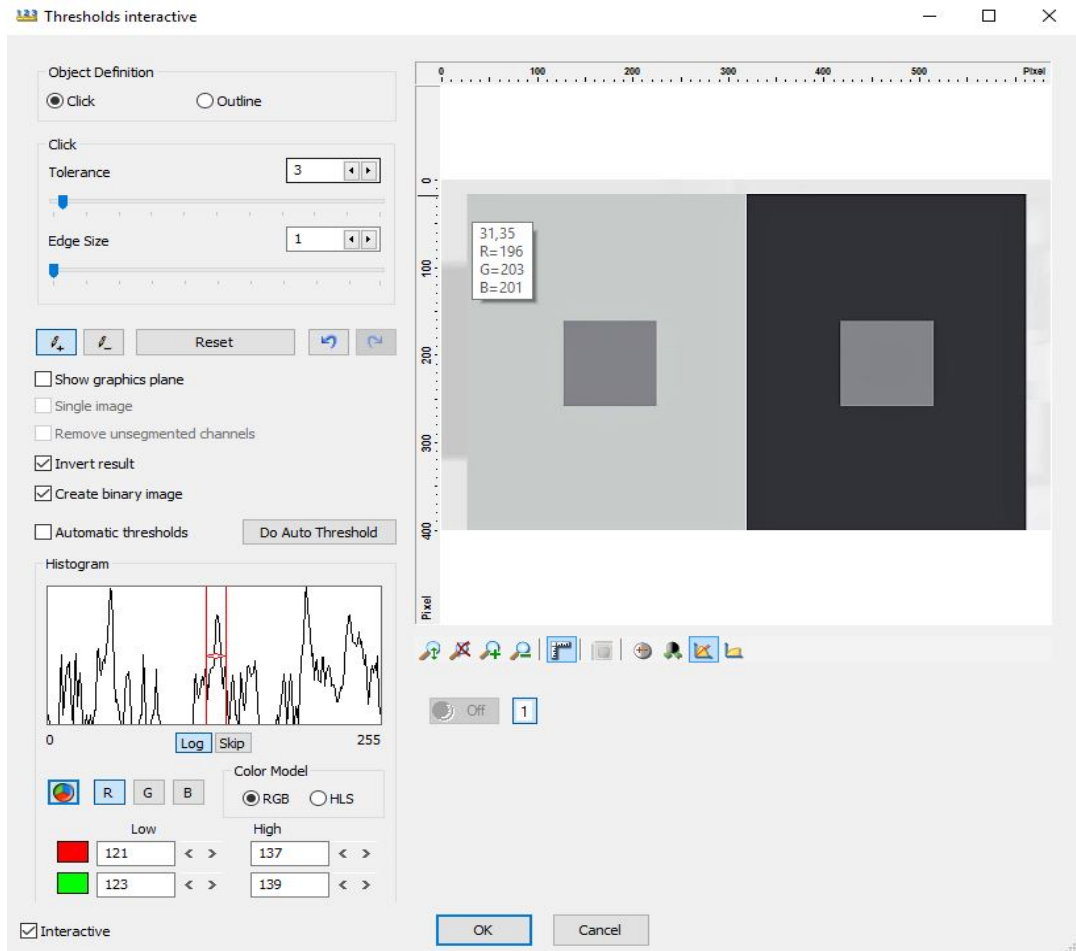 Thresholds interactive
Object Definition
Click Outline
Click
Tolerance 3
Edge Size 1
Reset
Show graphics plane
Single image
Remove unsegmented channels
Invert result
Create binary image
Automatic thresholds Do Auto Threshold
Histogram
0 255
Log Skip
Color Model
R G B RGB HLS
Low High
121 137
123 139
Interactive
0 100 200 300 400 500 Pixel
0
100
200
300
400
Pixel
31,35
R=196
G=203
B=201
Off 1
OK Cancel